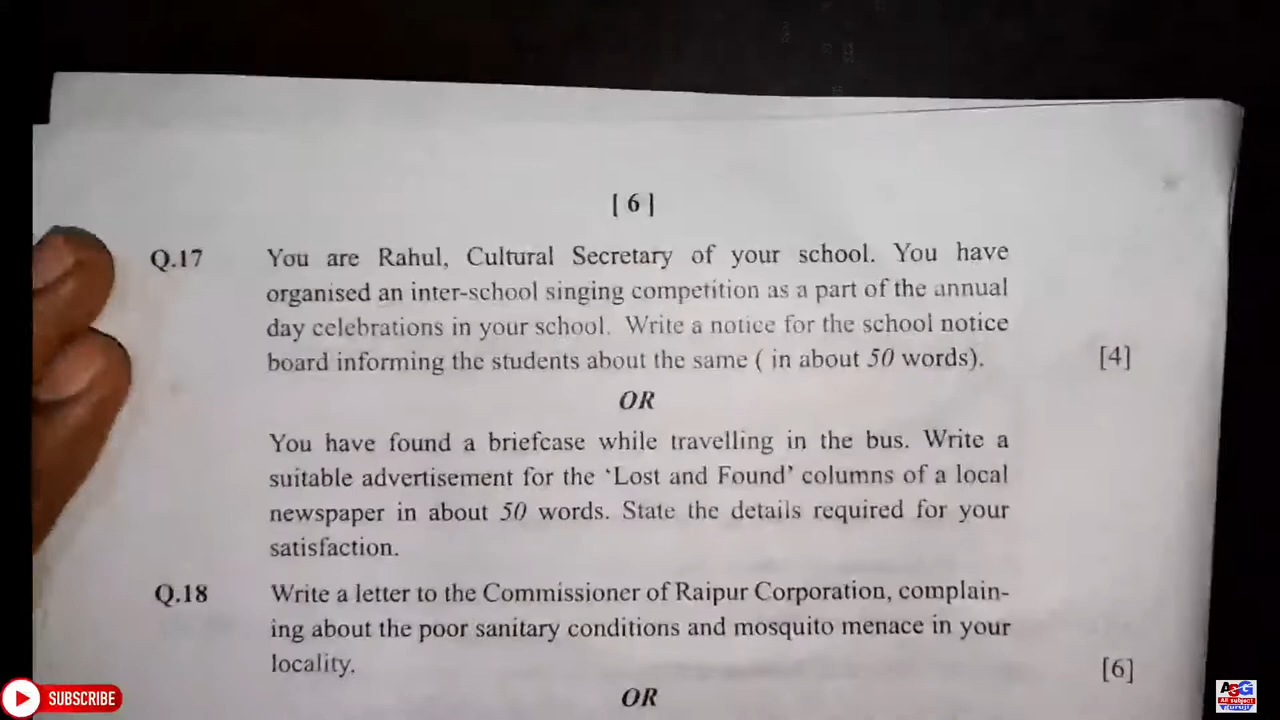 [ 6 ]
Q.17 You are Rahul, Cultural Secretary of your school. You have
organised an inter-school singing competition as a part of the annual
day celebrations in your school. Write a notice for the school notice
board informing the students about the same ( in about 50 words). [4]
OR
You have found a briefcase while travelling in the bus. Write a
suitable advertisement for the ‘Lost and Found’ columns of a local
newspaper in about 50 words. State the details required for your
satisfaction.
Q.18 Write a letter to the Commissioner of Raipur Corporation, complain-
ing about the poor sanitary conditions and mosquito menace in your
locality. [6]
OR
SUBSCRIBE
All subject